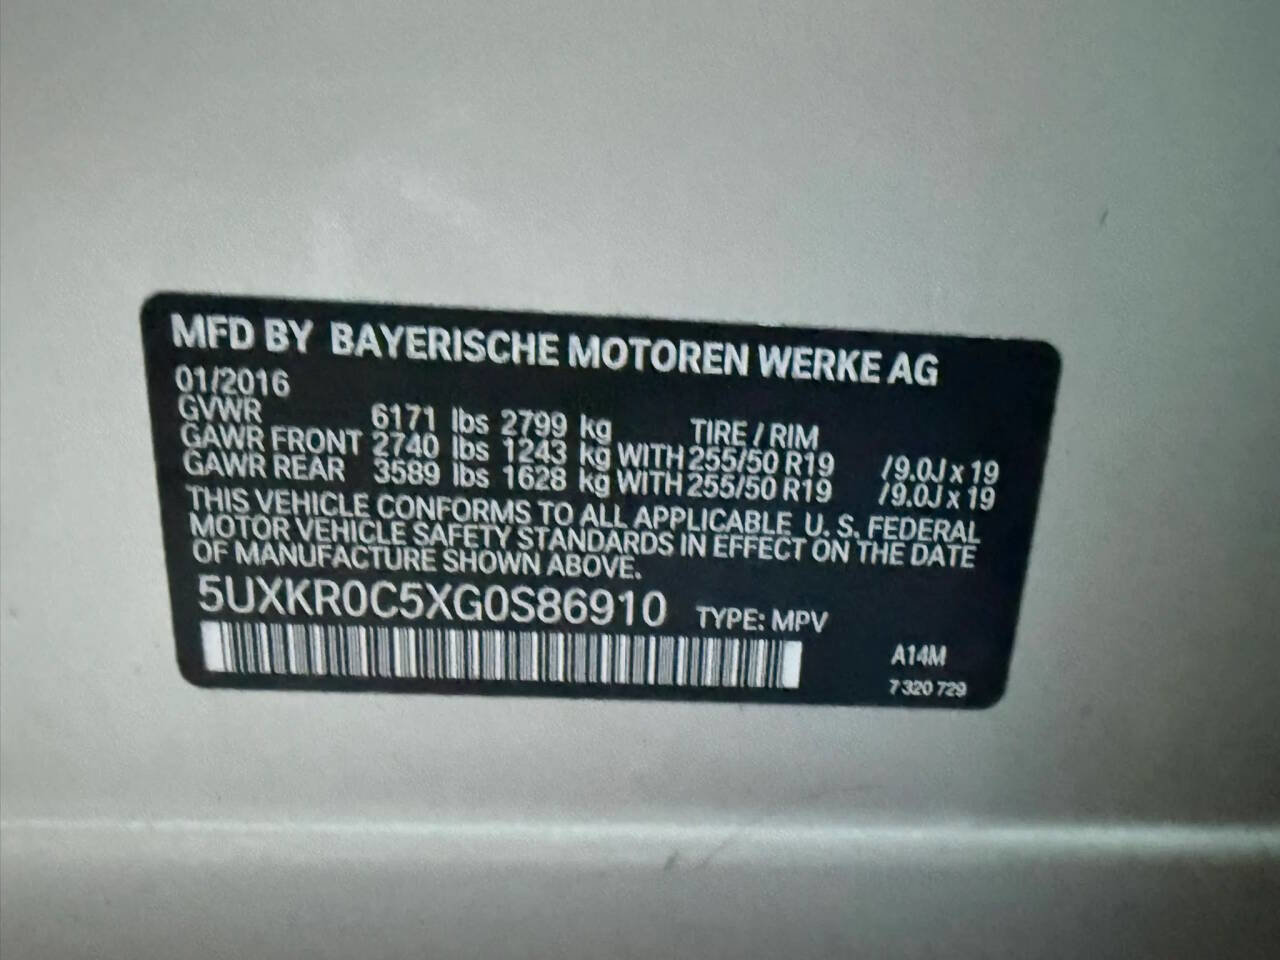 MFD BY BAYERISCHE MOTOREN WERKE AG
01/2016
GVWR 6171 lbs 2799 kg TIRE / RIM
GAWR FRONT 2740 lbs 1243 kg WITH 255/50 R19 /9.0J x 19
GAWR REAR 3589 lbs 1628 kg WITH 255/50 R19 /9.0J x 19
THIS VEHICLE CONFORMS TO ALL APPLICABLE U. S. FEDERAL
MOTOR VEHICLE SAFETY STANDARDS IN EFFECT ON THE DATE
OF MANUFACTURE SHOWN ABOVE.
5UXKR0C5XG0S86910 TYPE: MPV
A14M
7 320 729